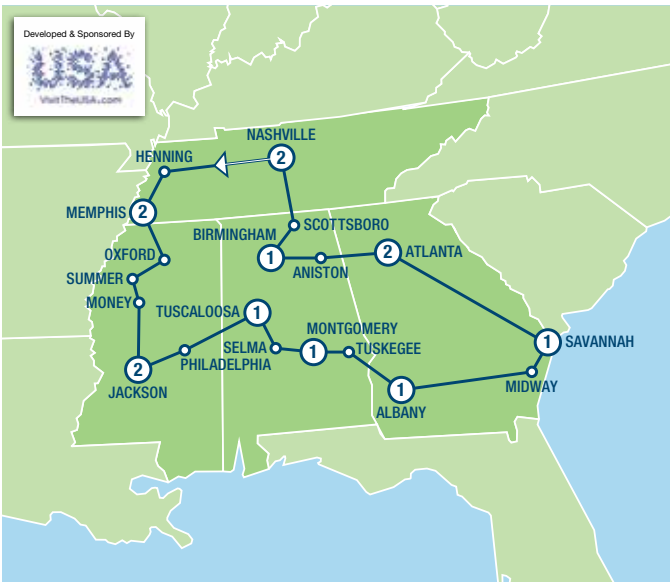 Developed & Sponsored By
USA
VisitTheUSA.com
NASHVILLE
2
HENNING
MEMPHIS
2
SCOTTSBORO
BIRMINGHAM
1
ANISTON
2
ATLANTA
OXFORD
SUMMER
MONEY
TUSCALOOSA
1
MONTGOMERY
SELMA
1
TUSKEGEE
1
SAVANNAH
PHILADELPHIA
2
JACKSON
1
ALBANY
MIDWAY